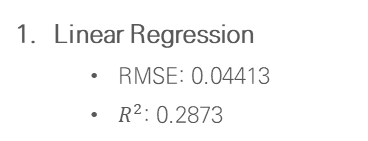 1. Linear Regression
• RMSE: 0.04413
• R²: 0.2873